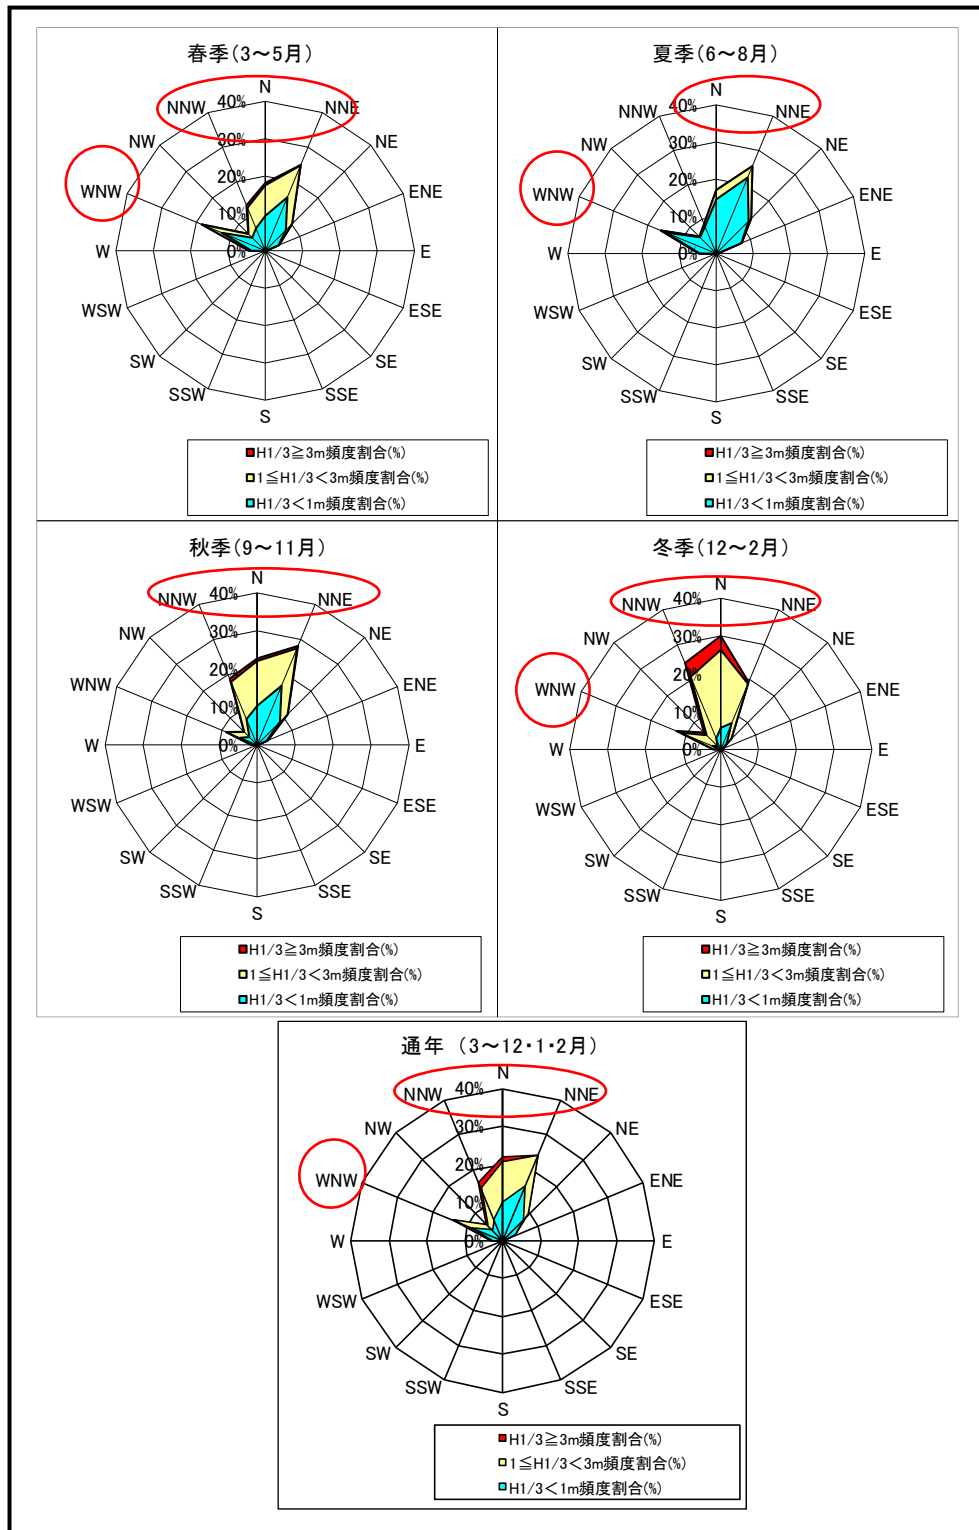 春季(3～5月)
N
NNE
NE
ENE
E
ESE
SE
SSE
S
SSW
SW
WSW
W
WNW
NW
NNW
40%
30%
20%
10%
0%
H1/3≧3m頻度割合(%)
1≦H1/3＜3m頻度割合(%)
H1/3＜1m頻度割合(%)
夏季(6～8月)
N
NNE
NE
ENE
E
ESE
SE
SSE
S
SSW
SW
WSW
W
WNW
NW
NNW
40%
30%
20%
10%
0%
H1/3≧3m頻度割合(%)
1≦H1/3＜3m頻度割合(%)
H1/3＜1m頻度割合(%)
秋季(9～11月)
N
NNE
NE
ENE
E
ESE
SE
SSE
S
SSW
SW
WSW
W
WNW
NW
NNW
40%
30%
20%
10%
0%
H1/3≧3m頻度割合(%)
1≦H1/3＜3m頻度割合(%)
H1/3＜1m頻度割合(%)
冬季(12～2月)
N
NNE
NE
ENE
E
ESE
SE
SSE
S
SSW
SW
WSW
W
WNW
NW
NNW
40%
30%
20%
10%
0%
H1/3≧3m頻度割合(%)
1≦H1/3＜3m頻度割合(%)
H1/3＜1m頻度割合(%)
通年 (3～12・1・2月)
N
NNE
NE
ENE
E
ESE
SE
SSE
S
SSW
SW
WSW
W
WNW
NW
NNW
40%
30%
20%
10%
0%
H1/3≧3m頻度割合(%)
1≦H1/3＜3m頻度割合(%)
H1/3＜1m頻度割合(%)